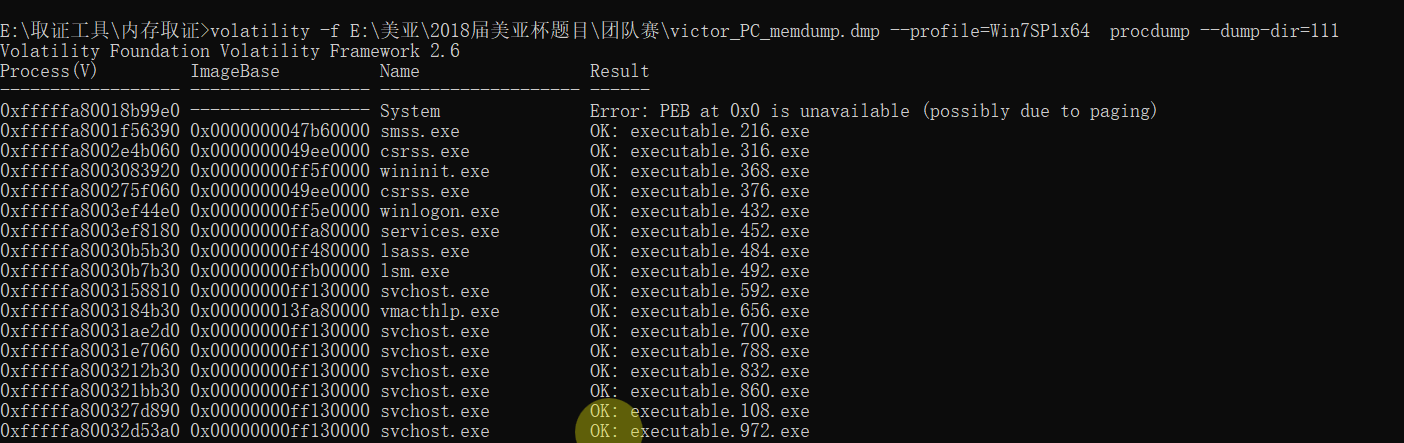 E:\取证工具\内存取证>volatility -f E:\美亚\2018届美亚杯题目\团队赛\victor_PC_memdump.dmp --profile=Win7SP1x64  procdump --dump-dir=111
Volatility Foundation Volatility Framework 2.6
Process(V)         ImageBase          Name                 Result
------------------ ------------------ -------------------- ------
0xfffffa80018b99e0 ------------------ System               Error: PEB at 0x0 is unavailable (possibly due to paging)
0xfffffa8001f56390 0x0000000047b60000 smss.exe             OK: executable.216.exe
0xfffffa8002e4b060 0x0000000049ee0000 csrss.exe            OK: executable.316.exe
0xfffffa8003083920 0x00000000ff5f0000 wininit.exe          OK: executable.368.exe
0xfffffa800275f060 0x0000000049ee0000 csrss.exe            OK: executable.376.exe
0xfffffa8003ef44e0 0x00000000ff5e0000 winlogon.exe         OK: executable.432.exe
0xfffffa8003ef8180 0x00000000ffa80000 services.exe         OK: executable.452.exe
0xfffffa80030b5b30 0x00000000ff480000 lsass.exe            OK: executable.484.exe
0xfffffa80030b7b30 0x00000000ffb00000 lsm.exe              OK: executable.492.exe
0xfffffa8003158810 0x00000000ff130000 svchost.exe          OK: executable.592.exe
0xfffffa8003184b30 0x000000013fa80000 vmacthlp.exe         OK: executable.656.exe
0xfffffa80031ae2d0 0x00000000ff130000 svchost.exe          OK: executable.700.exe
0xfffffa80031e7060 0x00000000ff130000 svchost.exe          OK: executable.788.exe
0xfffffa8003212b30 0x00000000ff130000 svchost.exe          OK: executable.832.exe
0xfffffa800321bb30 0x00000000ff130000 svchost.exe          OK: executable.860.exe
0xfffffa800327d890 0x00000000ff130000 svchost.exe          OK: executable.108.exe
0xfffffa80032d53a0 0x00000000ff130000 svchost.exe          OK: executable.972.exe